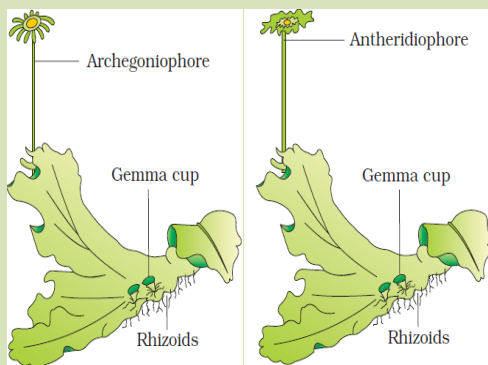 Archegoniophore
Gemma cup
Rhizoids
Antheridiophore
Gemma cup
Rhizoids